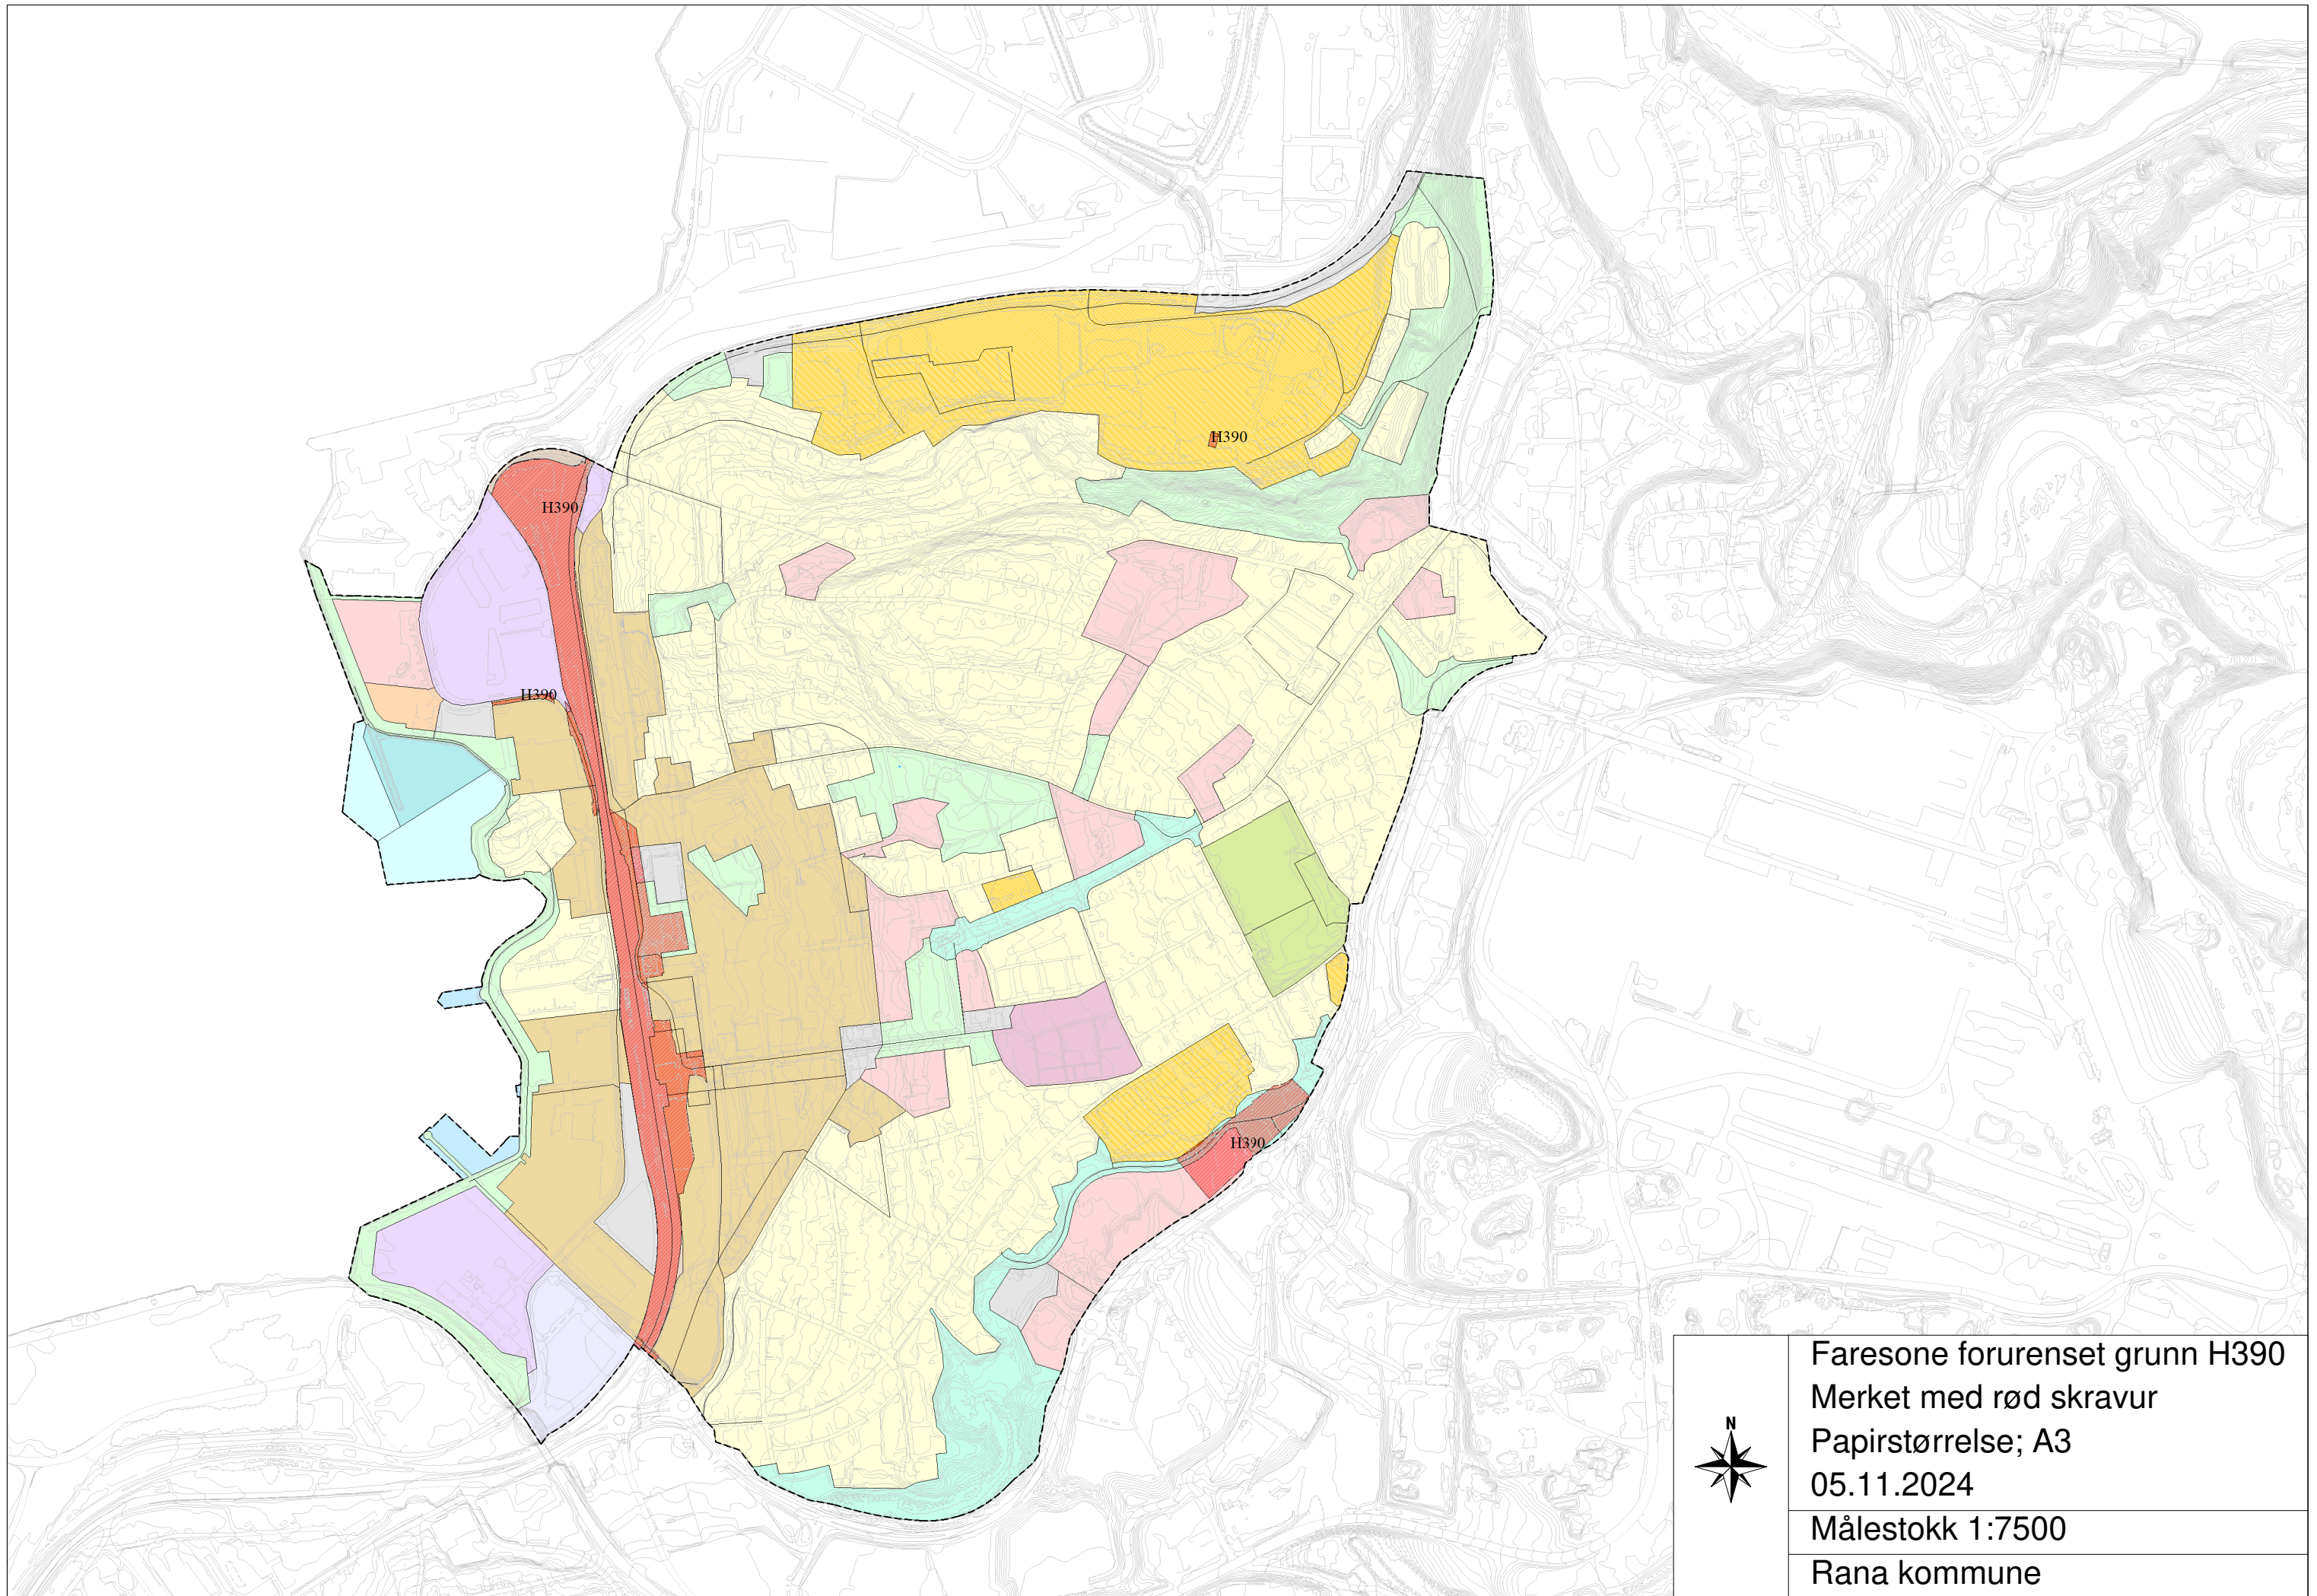 H390
H390
H390
H390
N
Faresone forurenset grunn H390
Merket med rød skravur
Papirstørrelse; A3
05.11.2024
Målestokk 1:7500
Rana kommune